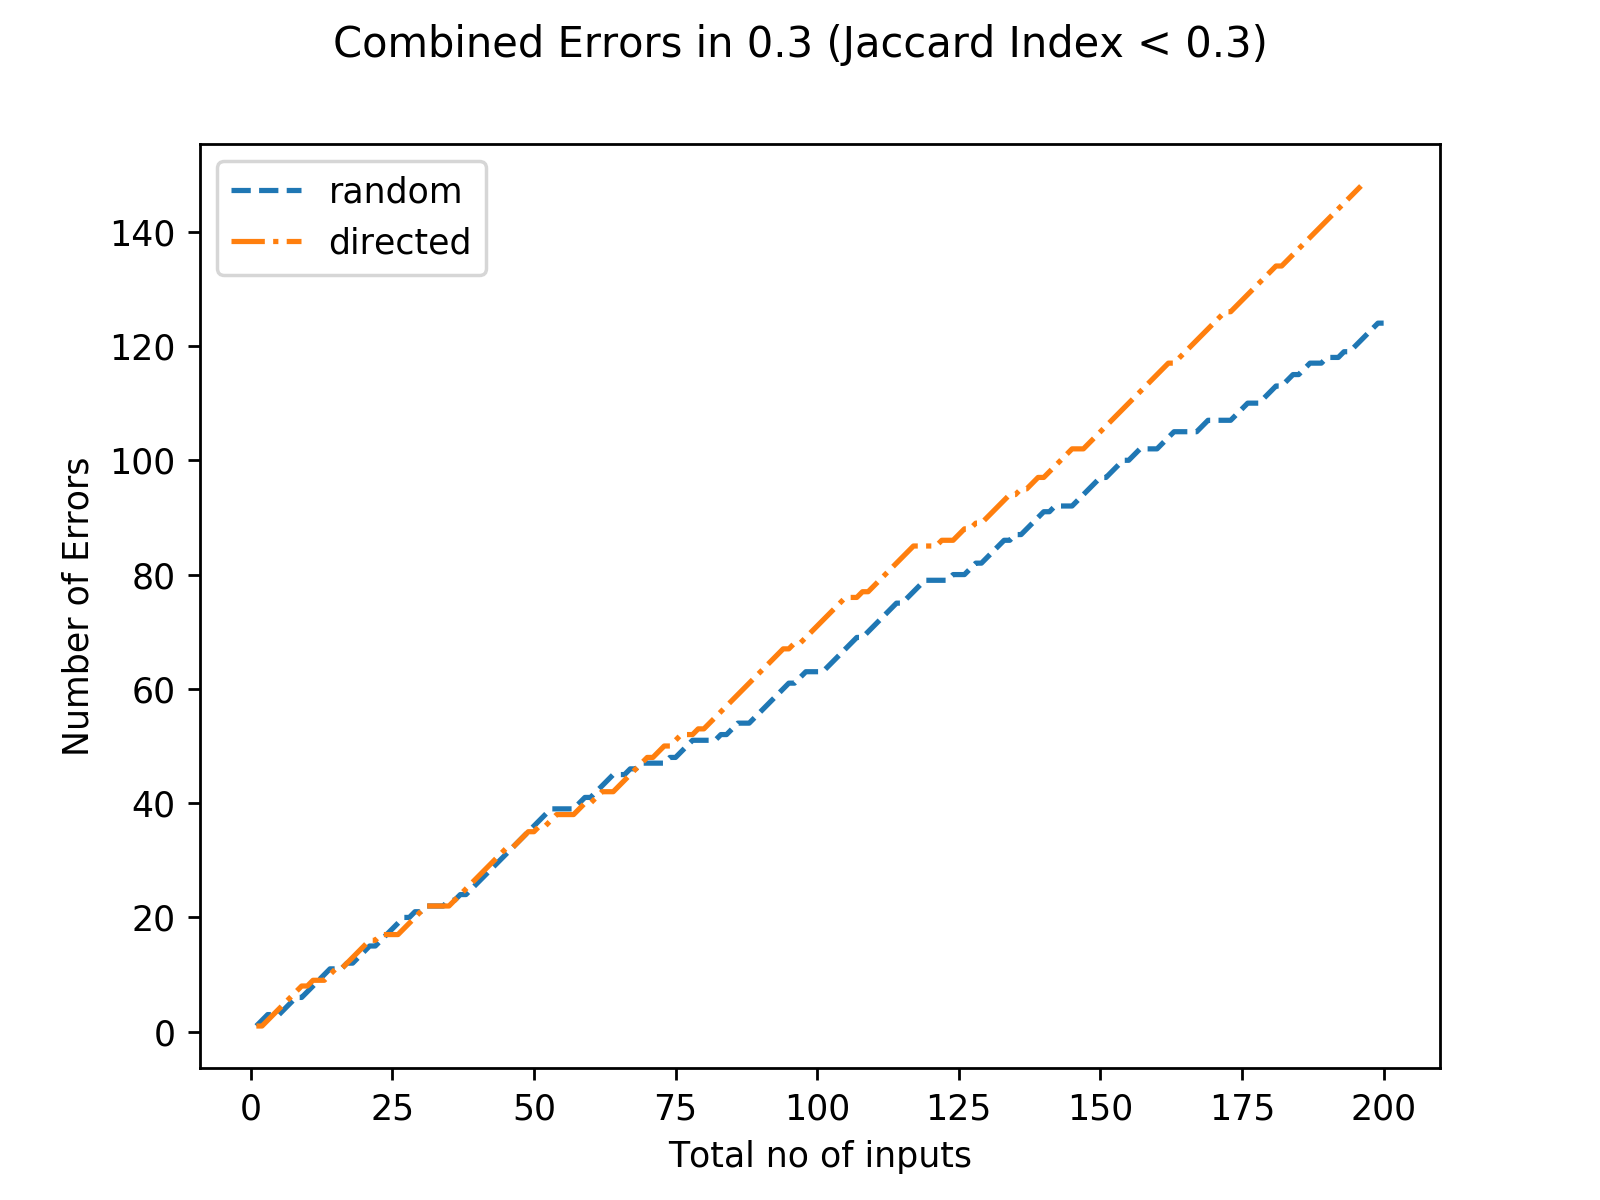 Combined Errors in 0.3 (Jaccard Index < 0.3)
random
directed
140
120
100
80
60
40
20
0
Number of Errors
0 25 50 75 100 125 150 175 200
Total no of inputs